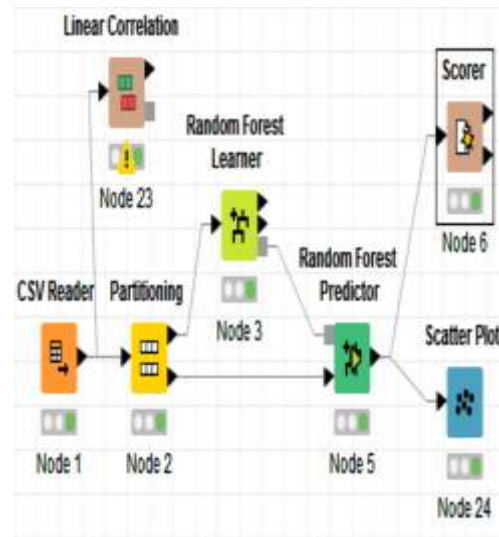 Linear Correlation
Node 23
Random Forest
Learner
Node 3
Scorer
Node 6
CSV Reader
Node 1
Partitioning
Node 2
Random Forest
Predictor
Node 5
Scatter Plot
Node 24